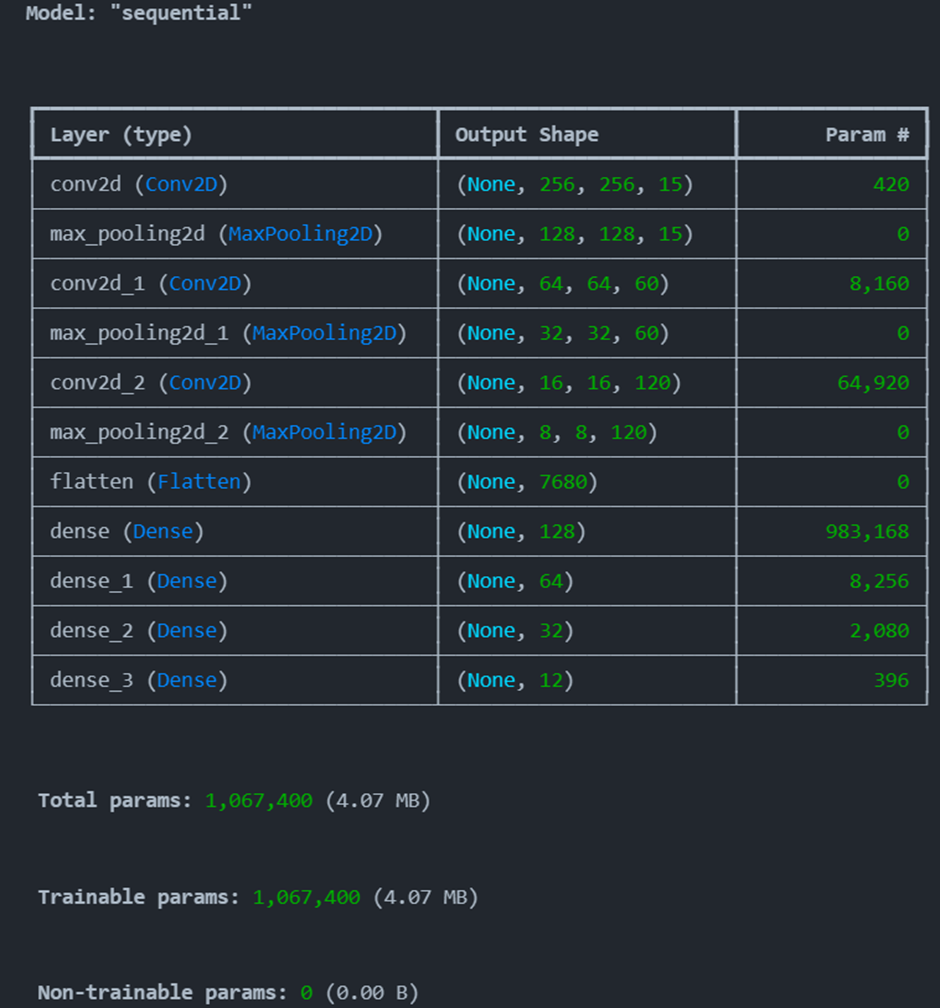 Model: "sequential"
Layer (type) Output Shape Param #
conv2d (Conv2D) (None, 256, 256, 15) 420
max_pooling2d (MaxPooling2D) (None, 128, 128, 15) 0
conv2d_1 (Conv2D) (None, 64, 64, 60) 8,160
max_pooling2d_1 (MaxPooling2D) (None, 32, 32, 60) 0
conv2d_2 (Conv2D) (None, 16, 16, 120) 64,920
max_pooling2d_2 (MaxPooling2D) (None, 8, 8, 120) 0
flatten (Flatten) (None, 7680) 0
dense (Dense) (None, 128) 983,168
dense_1 (Dense) (None, 64) 8,256
dense_2 (Dense) (None, 32) 2,080
dense_3 (Dense) (None, 12) 396
Total params: 1,067,400 (4.07 MB)
Trainable params: 1,067,400 (4.07 MB)
Non-trainable params: 0 (0.00 B)